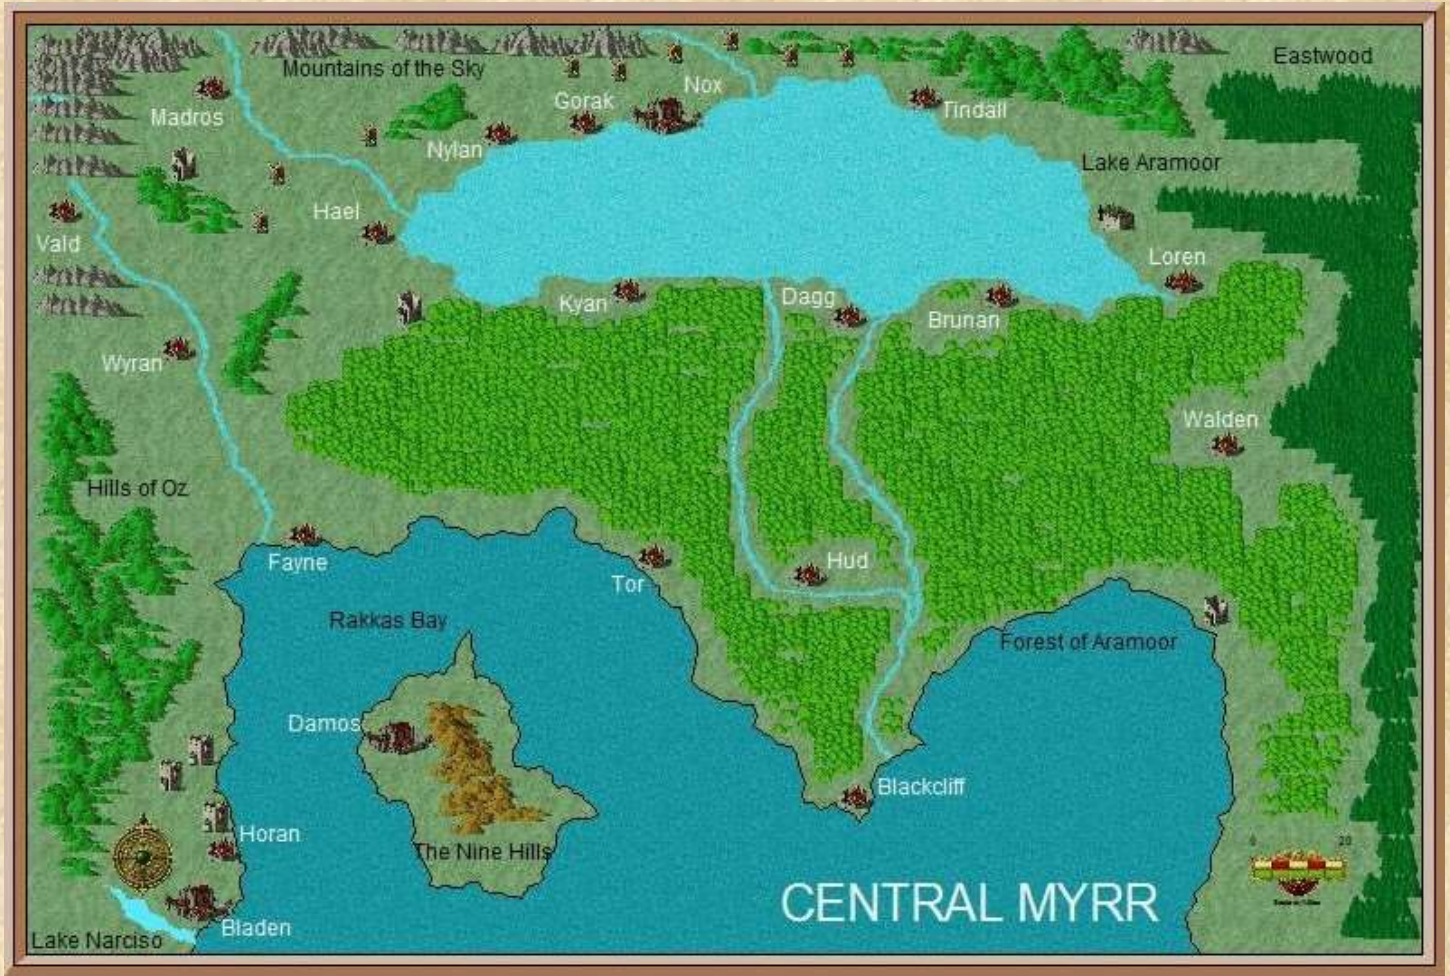 Eastwood
Mountains of the Sky
Nox
Gorak
Tindall
Madros
Nylan
Lake Aramoor
Hael
Vald
Loren
Kyan
Dagg
Brunan
Wyran
Walden
Hills of Oz
Fayne
Hud
Tor
Rakkas Bay
Forest of Aramoor
Damos
Blackcliff
Horan
0 20
The Nine Hills
CENTRAL MYRR
Bladen
Lake Narciso